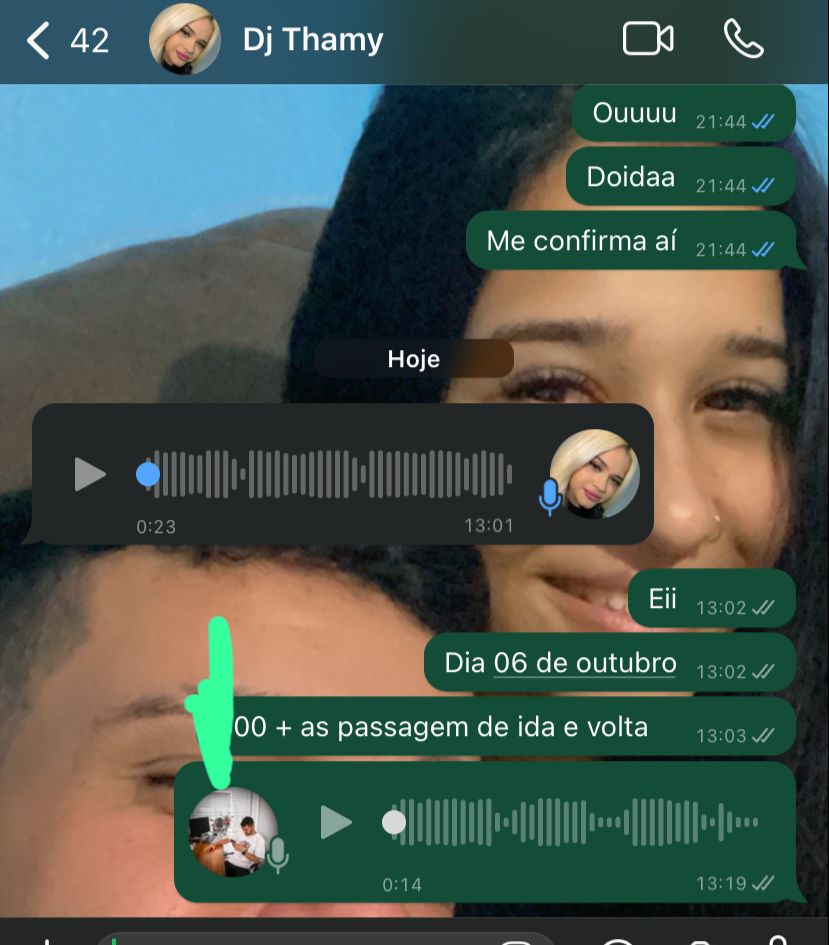 42 Dj Thamy
Ouuuu 21:44
Doidaa 21:44
Me confirma aí 21:44
Hoje
0:23 13:01
Eii 13:02
Dia 06 de outubro 13:02
00 + as passagem de ida e volta 13:03
0:14 13:19